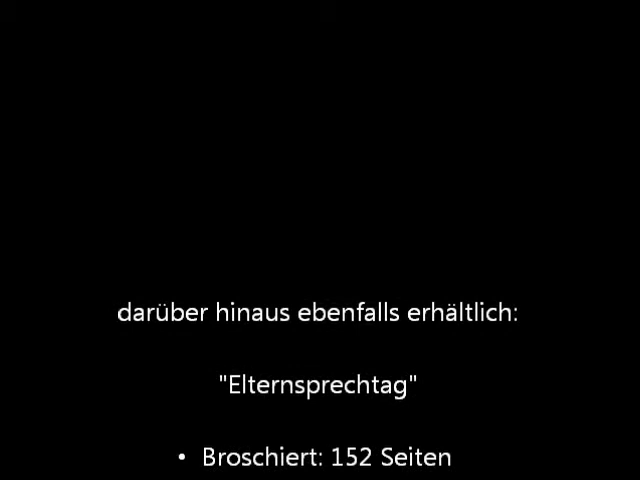 darüber hinaus ebenfalls erhältlich:
"Elternsprechtag"
• Broschiert: 152 Seiten